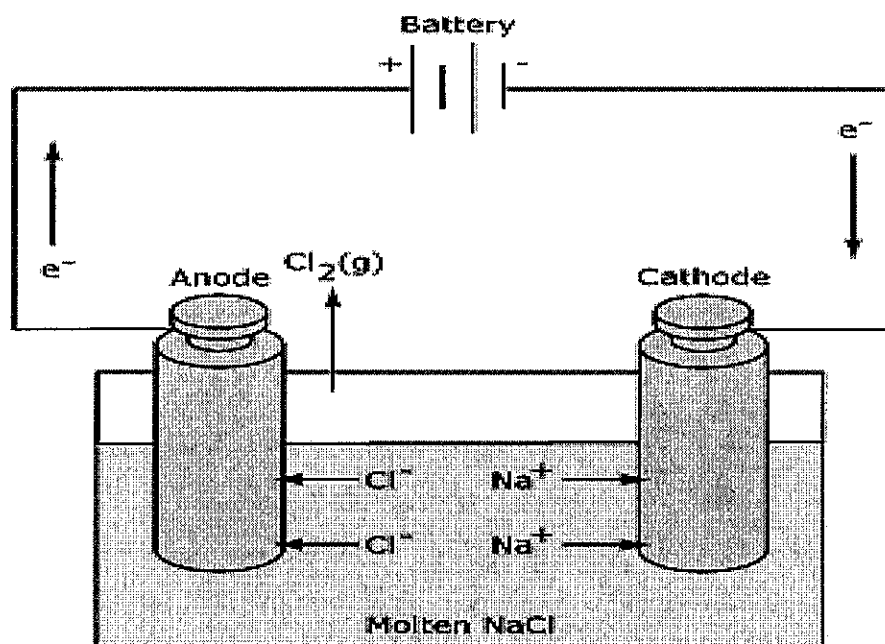 Battery
+ -
e⁻
e⁻
Anode
Cl₂(g)
Cathode
Cl⁻
Na⁺
Cl⁻
Na⁺
Molten NaCl